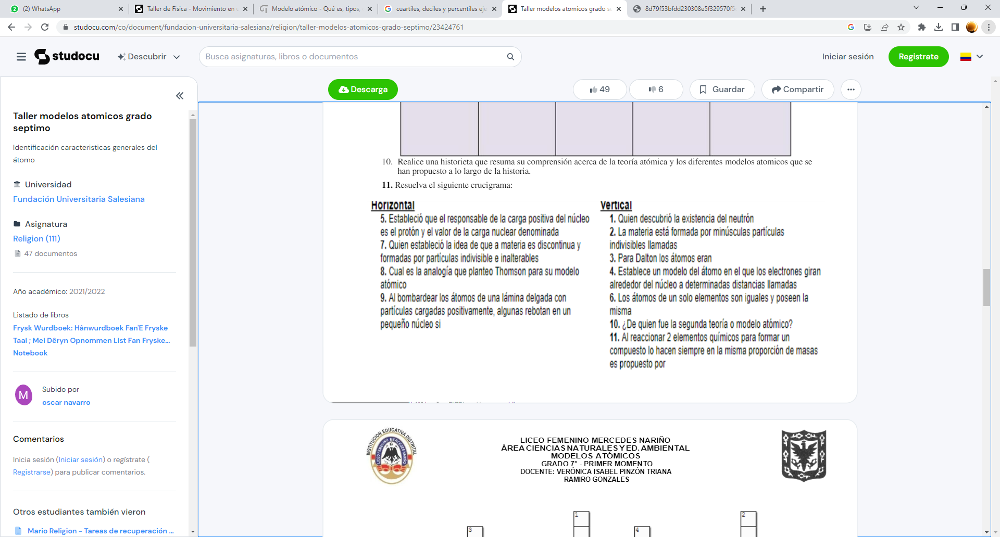 (2) WhatsApp
Taller de Fisica - Movimiento en
Modelo atómico - Qué es, tipos,
cuartiles, deciles y percentiles eje
Taller modelos atomicos grado se
8d79f53bfdd230308e5f329570f5
studocu.com/co/document/fundacion-universitaria-salesiana/religion/taller-modelos-atomicos-grado-septimo/23424761
studocu
Descubrir
Busca asignaturas, libros o documentos
Iniciar sesión
Registrate
Descarga
49
6
Guardar
Compartir
Taller modelos atomicos grado
septimo
Identificación caracteristicas generales del
átomo
Universidad
Fundación Universitaria Salesiana
Asignatura
Religion (111)
47 documentos
Año académico: 2021/2022
Listado de libros
Frysk Wurdboek: Hânwurdboek Fan'E Fryske
Taal ; Mei Dêryn Opnommen List Fan Fryske...
Notebook
M
Subido por
oscar navarro
Comentarios
Inicia sesión (Iniciar sesión) o regístrate (
Registrarse) para publicar comentarios.
Otros estudiantes también vieron
Mario Religion - Tareas de recuperación ...
10. Realice una historieta que resuma su comprensión acerca de la teoría atómica y los diferentes modelos atomicos que se
han propuesto a lo largo de la historia.
11. Resuelva el siguiente crucigrama:
Horizontal
5. Estableció que el responsable de la carga positiva del núcleo
es el protón y el valor de la carga nuclear denominada
7. Quien estableció la idea de que a materia es discontinua y
formadas por partículas indivisible e inalterables
8. Cual es la analogía que planteo Thomson para su modelo
atómico
9. Al bombardear los átomos de una lámina delgada con
partículas cargadas positivamente, algunas rebotan en un
pequeño núcleo si
Vertical
1. Quien descubrió la existencia del neutrón
2. La materia está formada por minúsculas partículas
indivisibles llamadas
3. Para Dalton los átomos eran
4. Establece un modelo del átomo en el que los electrones giran
alrededor del núcleo a determinadas distancias llamadas
6. Los átomos de un solo elementos son iguales y poseen la
misma
10. ¿De quien fue la segunda teoría o modelo atómico?
11. Al reaccionar 2 elementos químicos para formar un
compuesto lo hacen siempre en la misma proporción de masas
es propuesto por
INSTITUCION EDUCATIVA DISTRITAL
LICEO FEMENINO MERCEDES NARIÑO
LICEO FEMENINO MERCEDES NARIÑO
ÁREA CIENCIAS NATURALES Y ED. AMBIENTAL
MODELOS ATÓMICOS
GRADO 7° - PRIMER MOMENTO
DOCENTE: VERÓNICA ISABEL PINZÓN TRIANA
RAMIRO GONZALES
1
2
3
4